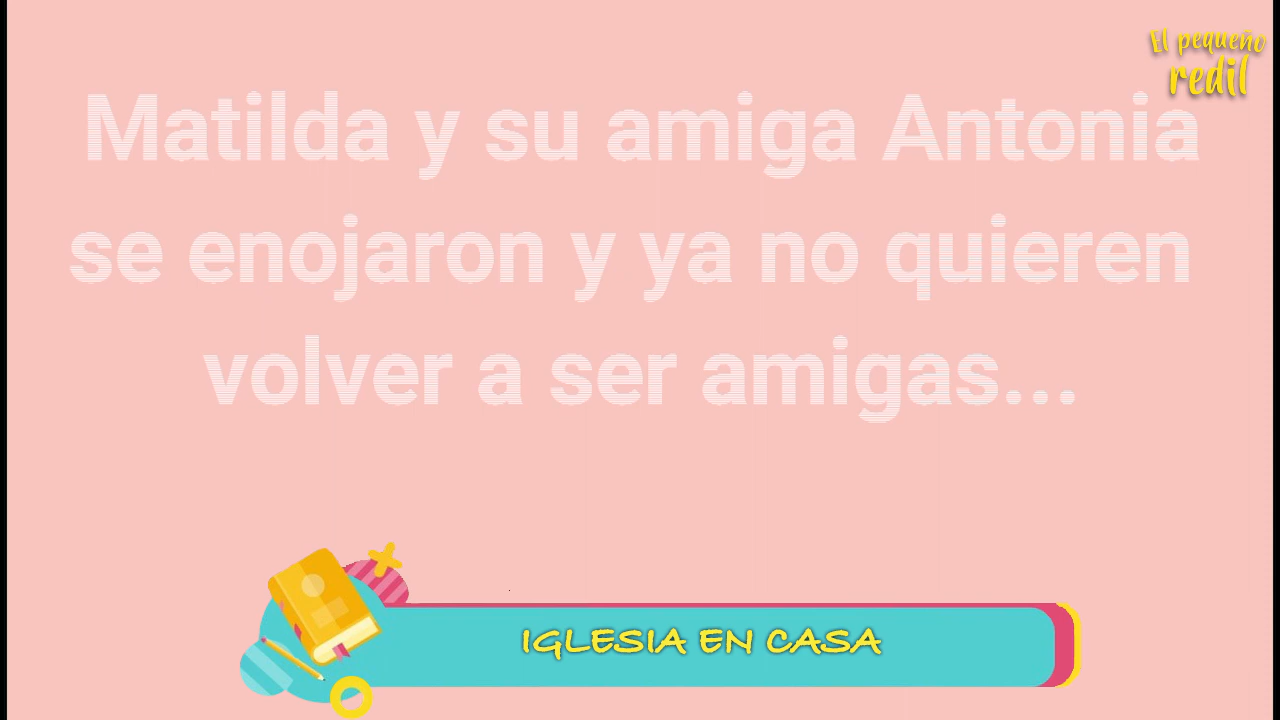 El pequeño
redil
Matilda y su amiga Antonia
se enojaron y ya no quieren
volver a ser amigas...
IGLESIA EN CASA